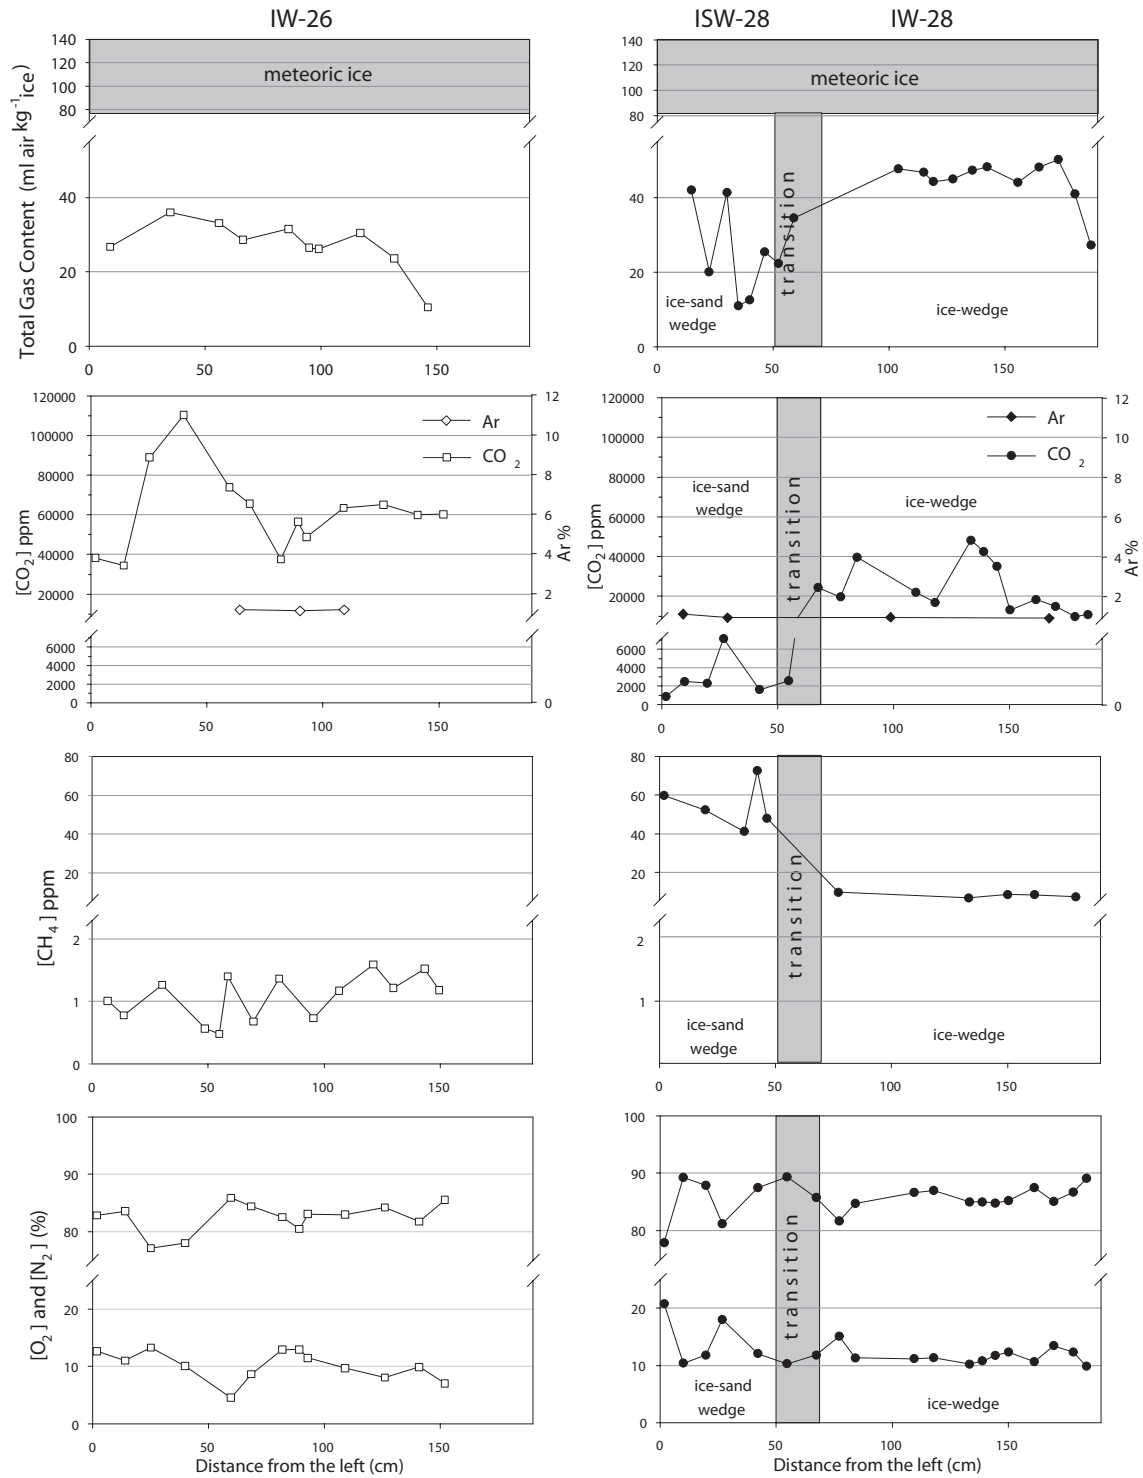 IW-26
ISW-28 IW-28
Total Gas Content (ml air kg-1ice)
140
120
100
80
40
20
0
meteoric ice
0 50 100 150
140
120
100
80
40
20
0
meteoric ice
transition
ice-sand
wedge
ice-wedge
0 50 100 150
[CO2] ppm
120000
100000
80000
60000
40000
20000
6000
4000
2000
0
Ar
CO2
12
10
8
6
4
2
0
Ar %
0 50 100 150
[CO2] ppm
120000
100000
80000
60000
40000
20000
6000
4000
2000
0
ice-sand
wedge
transition
ice-wedge
Ar
CO2
12
10
8
6
4
2
0
Ar %
0 50 100 150
[CH4] ppm
80
60
40
20
2
1
0
0 50 100 150
80
60
40
20
2
1
transition
ice-sand
wedge
ice-wedge
0 50 100 150
[O2] and [N2] (%)
100
90
80
20
10
0
0 50 100 150
Distance from the left (cm)
100
90
80
20
10
0
transition
ice-sand
wedge
ice-wedge
0 50 100 150
Distance from the left (cm)